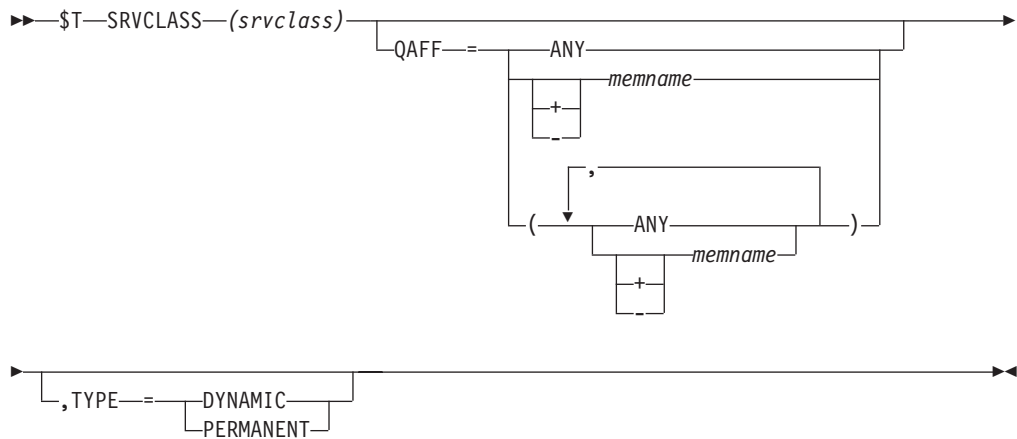 $T SRVCLASS (srvclass)
QAFF = ANY
memname
+
-
,
( ANY )
memname
+
-
,TYPE = DYNAMIC
PERMANENT